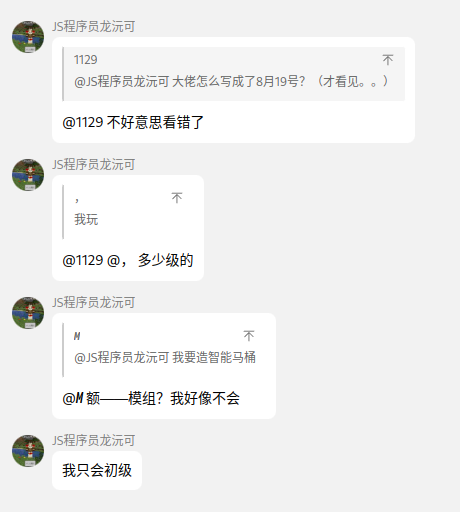 JS程序员龙沅可
1129
@JS程序员龙沅可 大佬怎么写成了8月19号？（才看见。。）
@1129 不好意思看错了
JS程序员龙沅可
，
我玩
@1129 @， 多少级的
JS程序员龙沅可
M
@JS程序员龙沅可 我要造智能马桶
@M 额——模组？我好像不会
JS程序员龙沅可
我只会初级